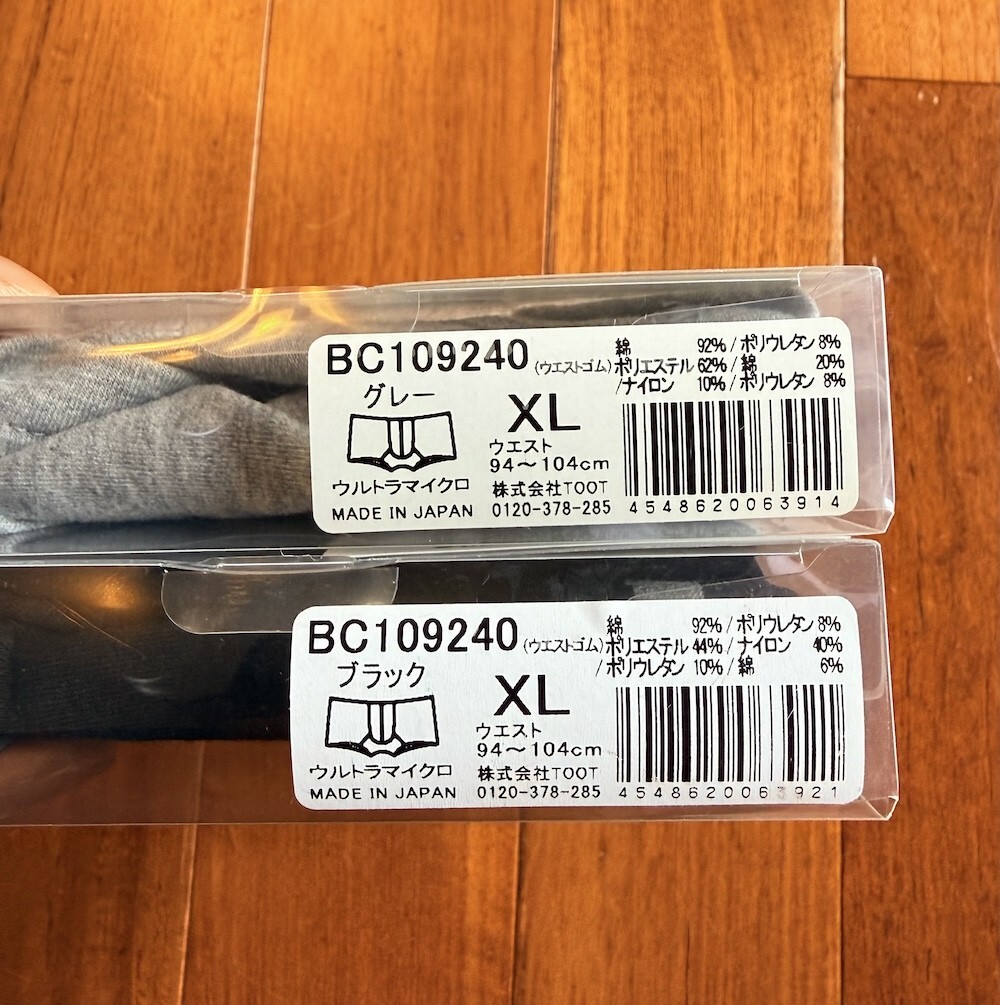 BC109240
(ウエストゴム)
綿 92% / ポリウレタン 8%
ポリエステル 62% / 綿 20%
/ナイロン 10% / ポリウレタン 8%
グレー
XL
ウエスト
94〜104cm
ウルトラマイクロ
MADE IN JAPAN
株式会社TOOT
0120-378-285
4548620063914
BC109240
(ウエストゴム)
綿 92% / ポリウレタン 8%
ポリエステル 44% / ナイロン 40%
/ポリウレタン 10% / 綿 6%
ブラック
XL
ウエスト
94〜104cm
ウルトラマイクロ
MADE IN JAPAN
株式会社TOOT
0120-378-285
4548620063921